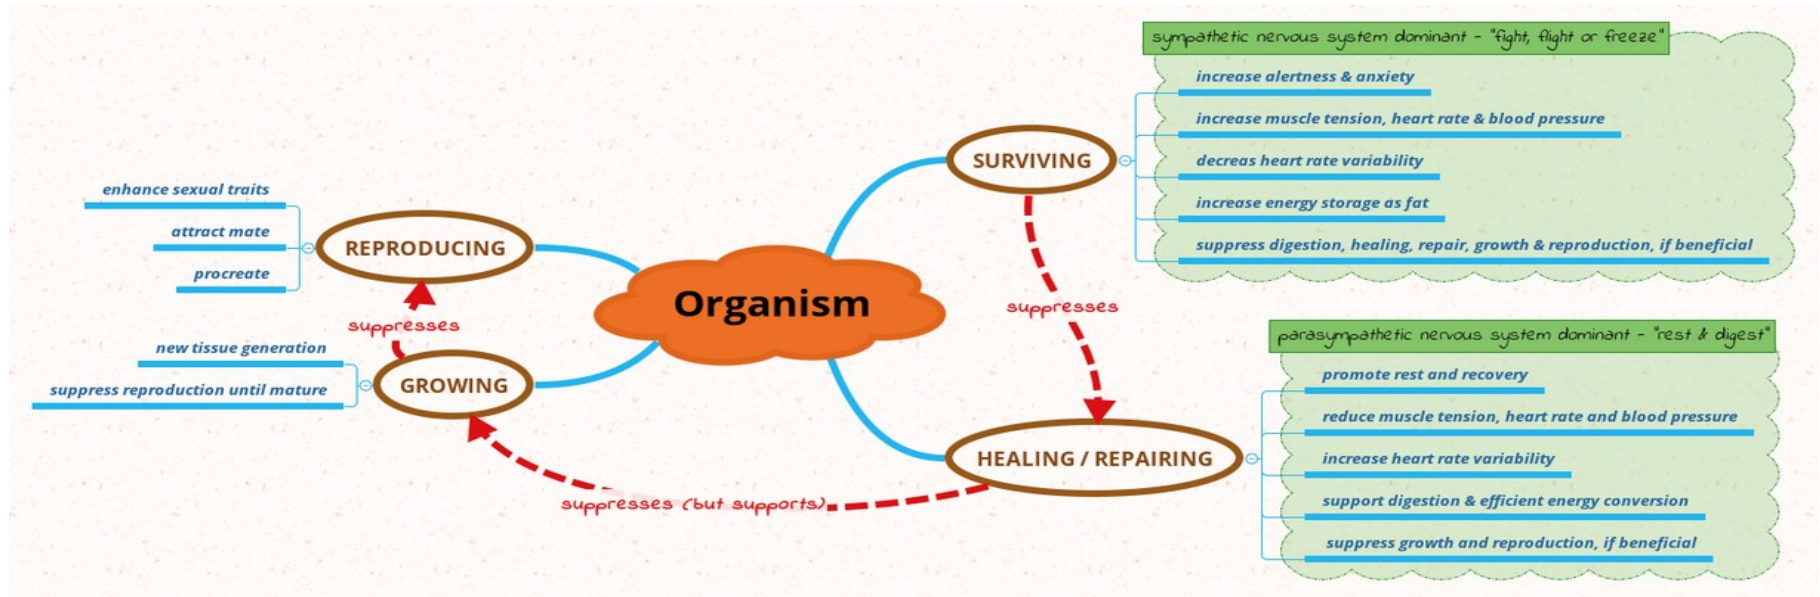 Organism
SURVIVING
sympathetic nervous system dominant - "fight, flight or freeze"
increase alertness & anxiety
increase muscle tension, heart rate & blood pressure
decreas heart rate variability
increase energy storage as fat
suppress digestion, healing, repair, growth & reproduction, if beneficial
suppresses
HEALING / REPAIRING
parasympathetic nervous system dominant - "rest & digest"
promote rest and recovery
reduce muscle tension, heart rate and blood pressure
increase heart rate variability
support digestion & efficient energy conversion
suppress growth and reproduction, if beneficial
suppresses (but supports)
GROWING
new tissue generation
suppress reproduction until mature
suppresses
REPRODUCING
enhance sexual traits
attract mate
procreate